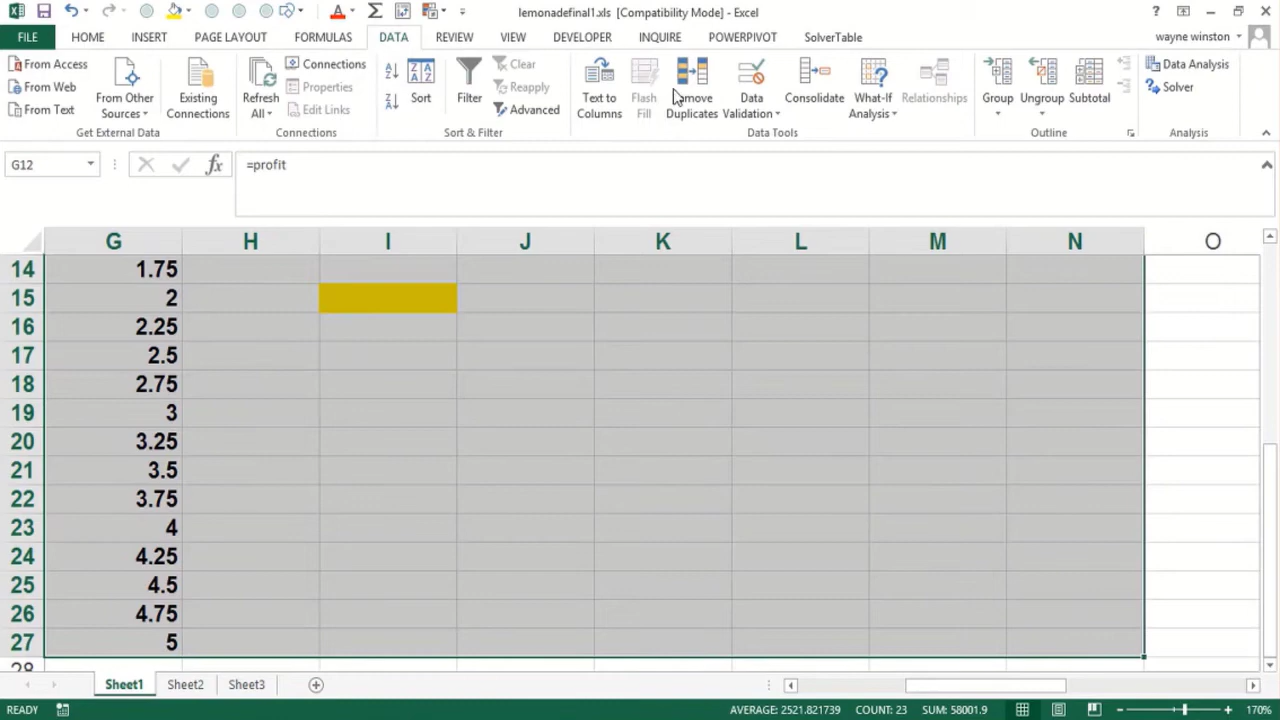 lemonadefinal1.xls [Compatibility Mode] - Excel
FILE HOME INSERT PAGE LAYOUT FORMULAS DATA REVIEW VIEW DEVELOPER INQUIRE POWERPIVOT SolverTable wayne winston
From Access
From Web
From Text
From Other
Sources
Get External Data
Existing
Connections
Refresh
All
Connections
Properties
Edit Links
Connections
Sort
Filter
Clear
Reapply
Advanced
Sort & Filter
Text to
Columns
Flash
Fill
Remove
Duplicates
Data
Validation
Consolidate
What-If
Analysis
Relationships
Data Tools
Group
Ungroup
Subtotal
Outline
Data Analysis
Solver
Analysis
G12 fx =profit
G H I J K L M N O
14 1.75
15 2
16 2.25
17 2.5
18 2.75
19 3
20 3.25
21 3.5
22 3.75
23 4
24 4.25
25 4.5
26 4.75
27 5
28
Sheet1 Sheet2 Sheet3
READY AVERAGE: 2521.821739 COUNT: 23 SUM: 58001.9 170%